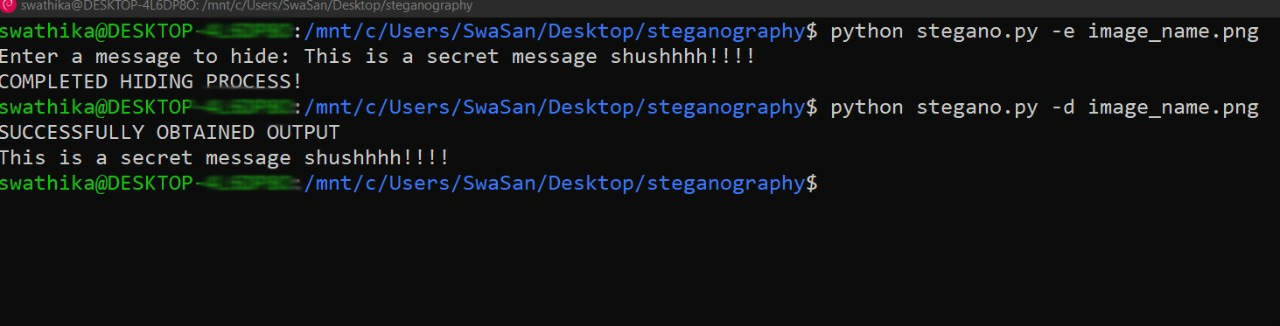 swathika@DESKTOP-4L6DP8O: /mnt/c/Users/SwaSan/Desktop/steganography
swathika@DESKTOP- :/mnt/c/Users/SwaSan/Desktop/steganography$ python stegano.py -e image_name.png
Enter a message to hide: This is a secret message shushhhh!!!!
COMPLETED HIDING PROCESS!
swathika@DESKTOP- :/mnt/c/Users/SwaSan/Desktop/steganography$ python stegano.py -d image_name.png
SUCCESSFULLY OBTAINED OUTPUT
This is a secret message shushhhh!!!!
swathika@DESKTOP- :/mnt/c/Users/SwaSan/Desktop/steganography$